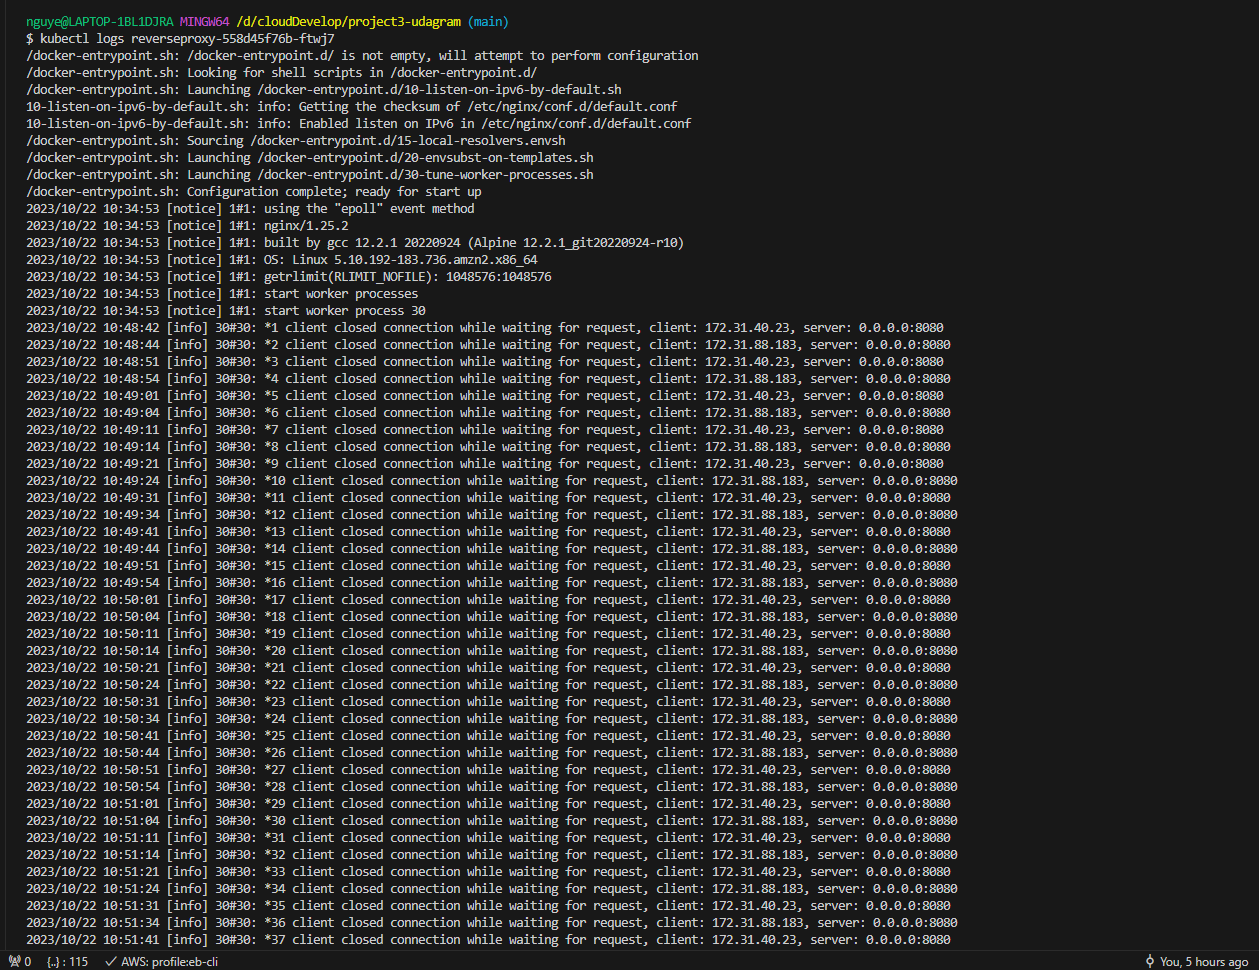 nguye@LAPTOP-1BL1DJRA MINGW64 /d/cloudDevelop/project3-udagram (main)
$ kubectl logs reverseproxy-558d45f76b-ftwj7
/docker-entrypoint.sh: /docker-entrypoint.d/ is not empty, will attempt to perform configuration
/docker-entrypoint.sh: Looking for shell scripts in /docker-entrypoint.d/
/docker-entrypoint.sh: Launching /docker-entrypoint.d/10-listen-on-ipv6-by-default.sh
10-listen-on-ipv6-by-default.sh: info: Getting the checksum of /etc/nginx/conf.d/default.conf
10-listen-on-ipv6-by-default.sh: info: Enabled listen on IPv6 in /etc/nginx/conf.d/default.conf
/docker-entrypoint.sh: Sourcing /docker-entrypoint.d/15-local-resolvers.envsh
/docker-entrypoint.sh: Launching /docker-entrypoint.d/20-envsubst-on-templates.sh
/docker-entrypoint.sh: Launching /docker-entrypoint.d/30-tune-worker-processes.sh
/docker-entrypoint.sh: Configuration complete; ready for start up
2023/10/22 10:34:53 [notice] 1#1: using the "epoll" event method
2023/10/22 10:34:53 [notice] 1#1: nginx/1.25.2
2023/10/22 10:34:53 [notice] 1#1: built by gcc 12.2.1 20220924 (Alpine 12.2.1_git20220924-r10)
2023/10/22 10:34:53 [notice] 1#1: OS: Linux 5.10.192-183.736.amzn2.x86_64
2023/10/22 10:34:53 [notice] 1#1: getrlimit(RLIMIT_NOFILE): 1048576:1048576
2023/10/22 10:34:53 [notice] 1#1: start worker processes
2023/10/22 10:34:53 [notice] 1#1: start worker process 30
2023/10/22 10:48:42 [info] 30#30: *1 client closed connection while waiting for request, client: 172.31.40.23, server: 0.0.0.0:8080
2023/10/22 10:48:44 [info] 30#30: *2 client closed connection while waiting for request, client: 172.31.88.183, server: 0.0.0.0:8080
2023/10/22 10:48:51 [info] 30#30: *3 client closed connection while waiting for request, client: 172.31.40.23, server: 0.0.0.0:8080
2023/10/22 10:48:54 [info] 30#30: *4 client closed connection while waiting for request, client: 172.31.88.183, server: 0.0.0.0:8080
2023/10/22 10:49:01 [info] 30#30: *5 client closed connection while waiting for request, client: 172.31.40.23, server: 0.0.0.0:8080
2023/10/22 10:49:04 [info] 30#30: *6 client closed connection while waiting for request, client: 172.31.88.183, server: 0.0.0.0:8080
2023/10/22 10:49:11 [info] 30#30: *7 client closed connection while waiting for request, client: 172.31.40.23, server: 0.0.0.0:8080
2023/10/22 10:49:14 [info] 30#30: *8 client closed connection while waiting for request, client: 172.31.88.183, server: 0.0.0.0:8080
2023/10/22 10:49:21 [info] 30#30: *9 client closed connection while waiting for request, client: 172.31.40.23, server: 0.0.0.0:8080
2023/10/22 10:49:24 [info] 30#30: *10 client closed connection while waiting for request, client: 172.31.88.183, server: 0.0.0.0:8080
2023/10/22 10:49:31 [info] 30#30: *11 client closed connection while waiting for request, client: 172.31.40.23, server: 0.0.0.0:8080
2023/10/22 10:49:34 [info] 30#30: *12 client closed connection while waiting for request, client: 172.31.88.183, server: 0.0.0.0:8080
2023/10/22 10:49:41 [info] 30#30: *13 client closed connection while waiting for request, client: 172.31.40.23, server: 0.0.0.0:8080
2023/10/22 10:49:44 [info] 30#30: *14 client closed connection while waiting for request, client: 172.31.88.183, server: 0.0.0.0:8080
2023/10/22 10:49:51 [info] 30#30: *15 client closed connection while waiting for request, client: 172.31.40.23, server: 0.0.0.0:8080
2023/10/22 10:49:54 [info] 30#30: *16 client closed connection while waiting for request, client: 172.31.88.183, server: 0.0.0.0:8080
2023/10/22 10:50:01 [info] 30#30: *17 client closed connection while waiting for request, client: 172.31.40.23, server: 0.0.0.0:8080
2023/10/22 10:50:04 [info] 30#30: *18 client closed connection while waiting for request, client: 172.31.88.183, server: 0.0.0.0:8080
2023/10/22 10:50:11 [info] 30#30: *19 client closed connection while waiting for request, client: 172.31.40.23, server: 0.0.0.0:8080
2023/10/22 10:50:14 [info] 30#30: *20 client closed connection while waiting for request, client: 172.31.88.183, server: 0.0.0.0:8080
2023/10/22 10:50:21 [info] 30#30: *21 client closed connection while waiting for request, client: 172.31.40.23, server: 0.0.0.0:8080
2023/10/22 10:50:24 [info] 30#30: *22 client closed connection while waiting for request, client: 172.31.88.183, server: 0.0.0.0:8080
2023/10/22 10:50:31 [info] 30#30: *23 client closed connection while waiting for request, client: 172.31.40.23, server: 0.0.0.0:8080
2023/10/22 10:50:34 [info] 30#30: *24 client closed connection while waiting for request, client: 172.31.88.183, server: 0.0.0.0:8080
2023/10/22 10:50:41 [info] 30#30: *25 client closed connection while waiting for request, client: 172.31.40.23, server: 0.0.0.0:8080
2023/10/22 10:50:44 [info] 30#30: *26 client closed connection while waiting for request, client: 172.31.88.183, server: 0.0.0.0:8080
2023/10/22 10:50:51 [info] 30#30: *27 client closed connection while waiting for request, client: 172.31.40.23, server: 0.0.0.0:8080
2023/10/22 10:50:54 [info] 30#30: *28 client closed connection while waiting for request, client: 172.31.88.183, server: 0.0.0.0:8080
2023/10/22 10:51:01 [info] 30#30: *29 client closed connection while waiting for request, client: 172.31.40.23, server: 0.0.0.0:8080
2023/10/22 10:51:04 [info] 30#30: *30 client closed connection while waiting for request, client: 172.31.88.183, server: 0.0.0.0:8080
2023/10/22 10:51:11 [info] 30#30: *31 client closed connection while waiting for request, client: 172.31.40.23, server: 0.0.0.0:8080
2023/10/22 10:51:14 [info] 30#30: *32 client closed connection while waiting for request, client: 172.31.88.183, server: 0.0.0.0:8080
2023/10/22 10:51:21 [info] 30#30: *33 client closed connection while waiting for request, client: 172.31.40.23, server: 0.0.0.0:8080
2023/10/22 10:51:24 [info] 30#30: *34 client closed connection while waiting for request, client: 172.31.88.183, server: 0.0.0.0:8080
2023/10/22 10:51:31 [info] 30#30: *35 client closed connection while waiting for request, client: 172.31.40.23, server: 0.0.0.0:8080
2023/10/22 10:51:34 [info] 30#30: *36 client closed connection while waiting for request, client: 172.31.88.183, server: 0.0.0.0:8080
2023/10/22 10:51:41 [info] 30#30: *37 client closed connection while waiting for request, client: 172.31.40.23, server: 0.0.0.0:8080
0 {..} : 115 AWS: profile:eb-cli You, 5 hours ago